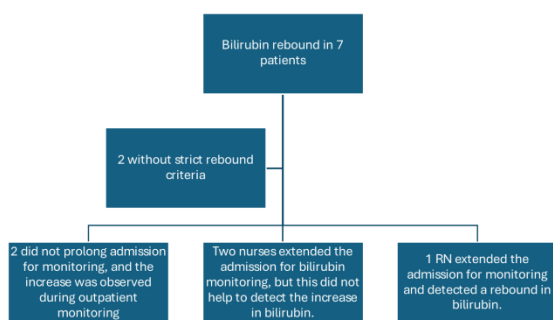 Bilirubin rebound in 7
patients
2 without strict rebound
criteria
2 did not prolong admission
for monitoring, and the
increase was observed
during outpatient
monitoring
Two nurses extended the
admission for bilirubin
monitoring, but this did not
help to detect the increase
in bilirubin.
1 RN extended the
admission for monitoring
and detected a rebound in
bilirubin.